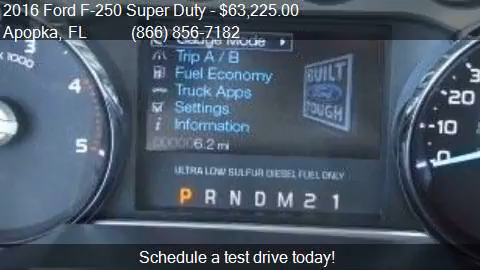 2016 Ford F-250 Super Duty - $63,225.00
Apopka, FL (866) 856-7182
Gauge Mode
Trip A / B
Fuel Economy
Truck Apps
Settings
Information
000006.2 mi
BUILT
Ford
TOUGH
ULTRA LOW SULFUR DIESEL FUEL ONLY
P R N D M 2 1
3
X 1000
4
5
20
10
0
Schedule a test drive today!